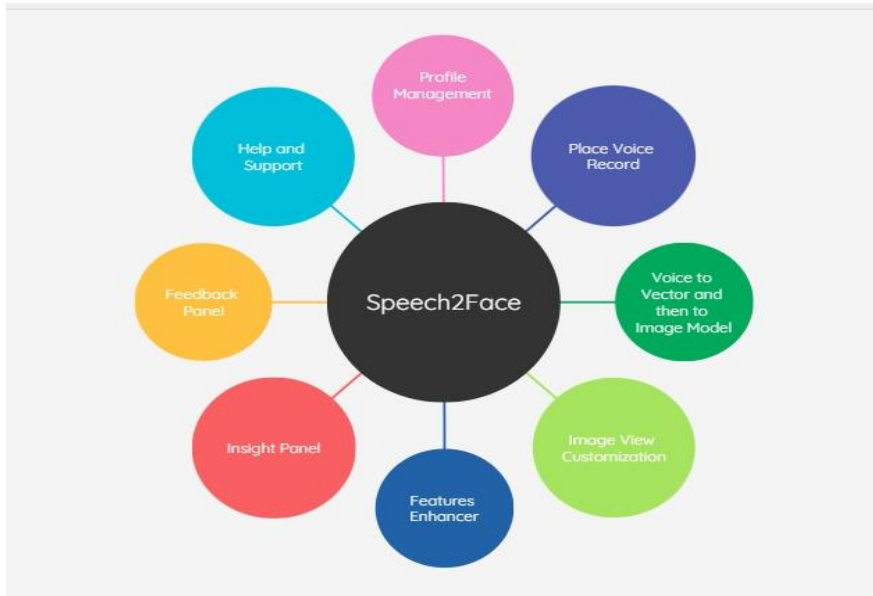 Profile
Management
Help and
Support
Place Voice
Record
Feedback
Panel
Speech2Face
Voice to
Vector and
then to
Image Model
Insight Panel
Image View
Customization
Features
Enhancer